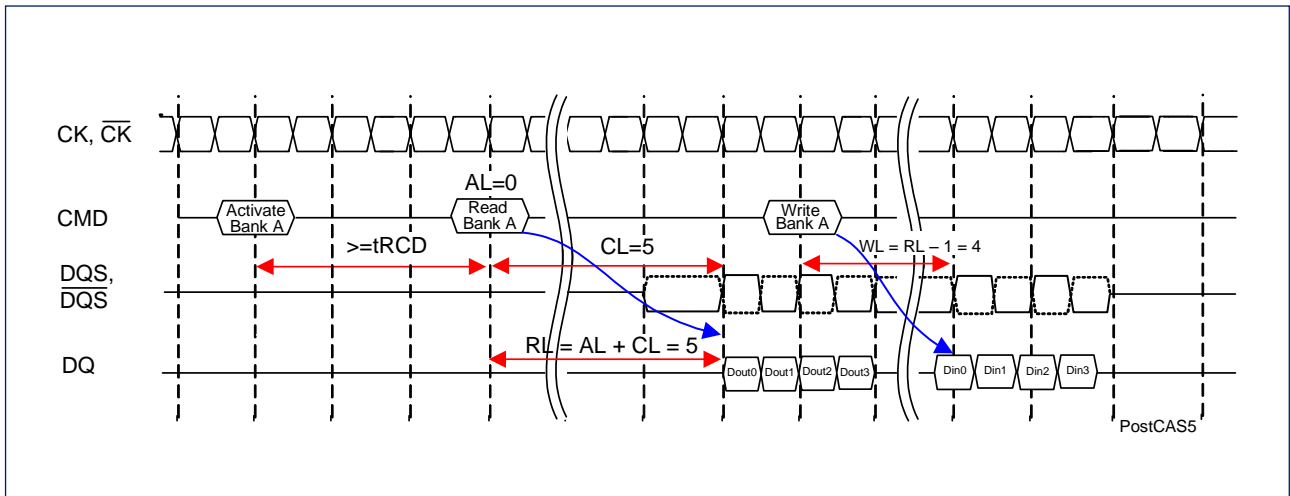 CK, CK
AL=0
CMD
Activate
Bank A
Read
Bank A
Write
Bank A
>=tRCD
CL=5
WL = RL – 1 = 4
DQS,
DQS
RL = AL + CL = 5
DQ
Dout0 Dout1 Dout2 Dout3 Din0 Din1 Din2 Din3
PostCAS5